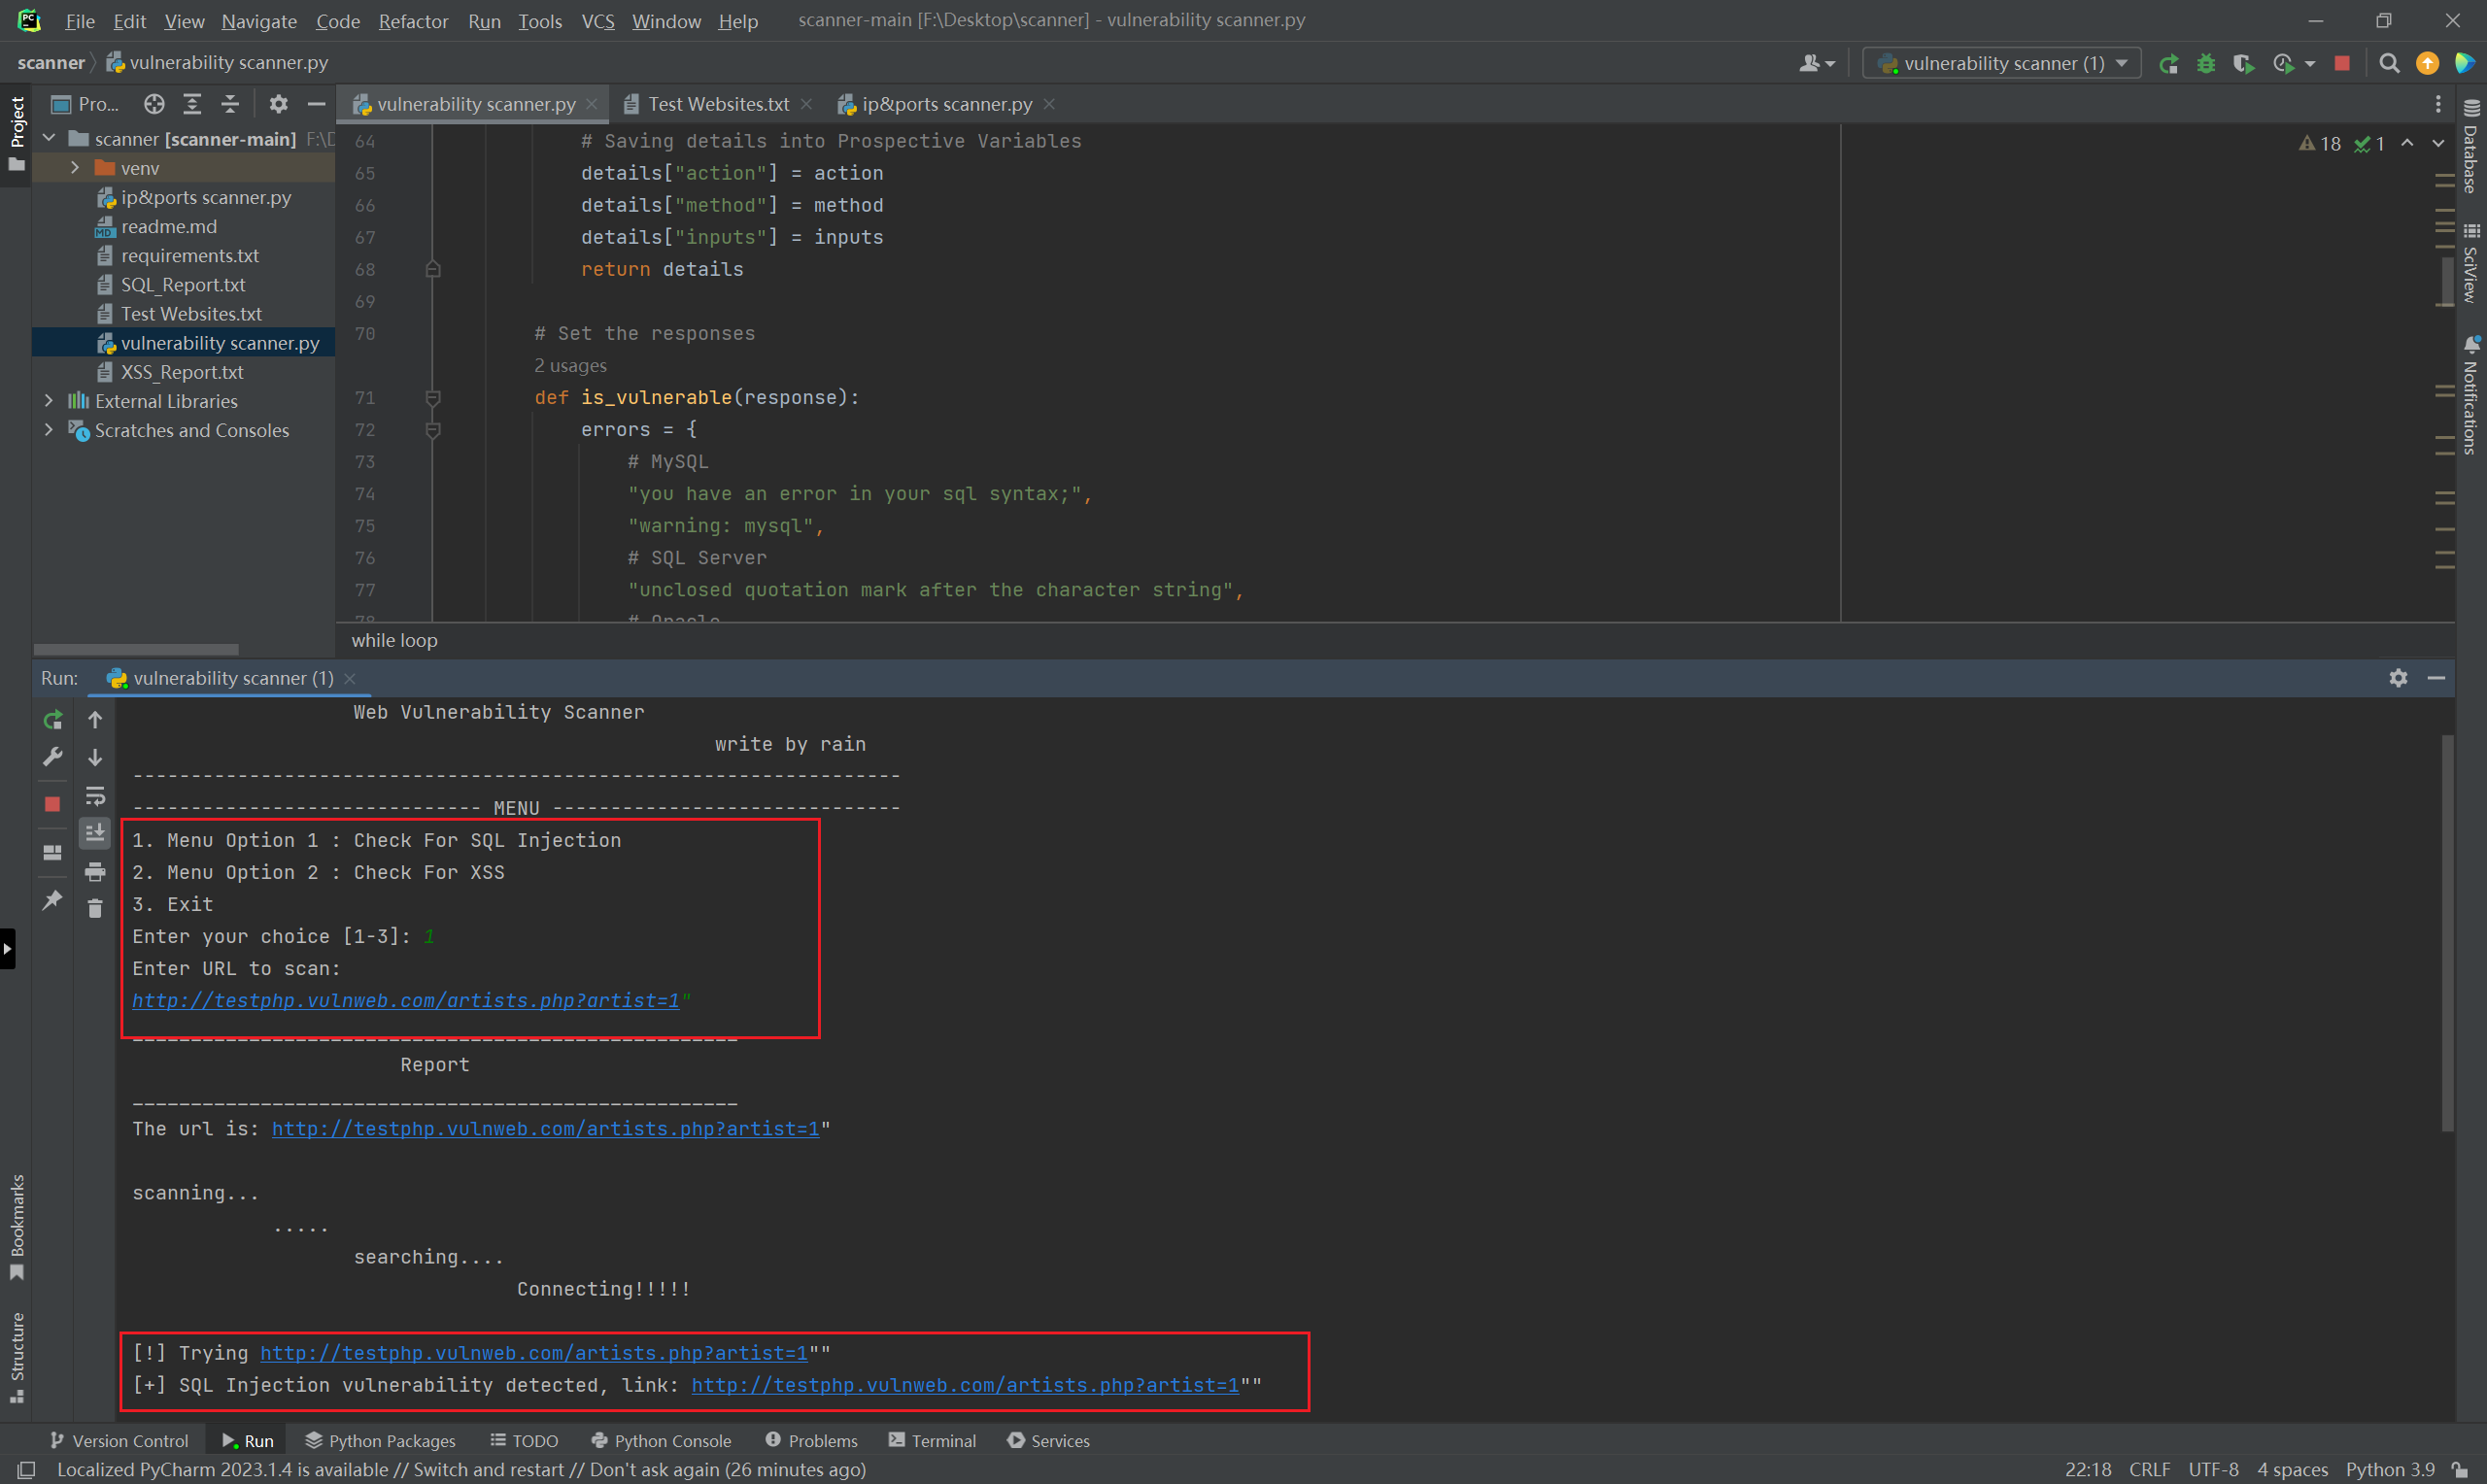 PC File Edit View Navigate Code Refactor Run Tools VCS Window Help scanner-main [F:\Desktop\scanner] - vulnerability scanner.py
scanner vulnerability scanner.py
vulnerability scanner (1)
Project
Pro...
scanner [scanner-main] F:\D
venv
ip&ports scanner.py
readme.md
requirements.txt
SQL_Report.txt
Test Websites.txt
vulnerability scanner.py
XSS_Report.txt
External Libraries
Scratches and Consoles
vulnerability scanner.py Test Websites.txt ip&ports scanner.py
18 1
64 # Saving details into Prospective Variables
65 details["action"] = action
66 details["method"] = method
67 details["inputs"] = inputs
68 return details
69
70 # Set the responses
2 usages
71 def is_vulnerable(response):
72 errors = {
73 # MySQL
74 "you have an error in your sql syntax;",
75 "warning: mysql",
76 # SQL Server
77 "unclosed quotation mark after the character string",
78 # Oracle
while loop
Database
SciView
Notifications
Run: vulnerability scanner (1)
Web Vulnerability Scanner
write by rain
------------------------------------------------------------------
------------------------------ MENU ------------------------------
1. Menu Option 1 : Check For SQL Injection
2. Menu Option 2 : Check For XSS
3. Exit
Enter your choice [1-3]: 1
Enter URL to scan:
http://testphp.vulnweb.com/artists.php?artist=1"
____________________________________________________
Report
____________________________________________________
The url is: http://testphp.vulnweb.com/artists.php?artist=1"
scanning...
.....
searching....
Connecting!!!!!
[!] Trying http://testphp.vulnweb.com/artists.php?artist=1""
[+] SQL Injection vulnerability detected, link: http://testphp.vulnweb.com/artists.php?artist=1""
Bookmarks
Structure
Version Control Run Python Packages TODO Python Console Problems Terminal Services
Localized PyCharm 2023.1.4 is available // Switch and restart // Don't ask again (26 minutes ago) 22:18 CRLF UTF-8 4 spaces Python 3.9